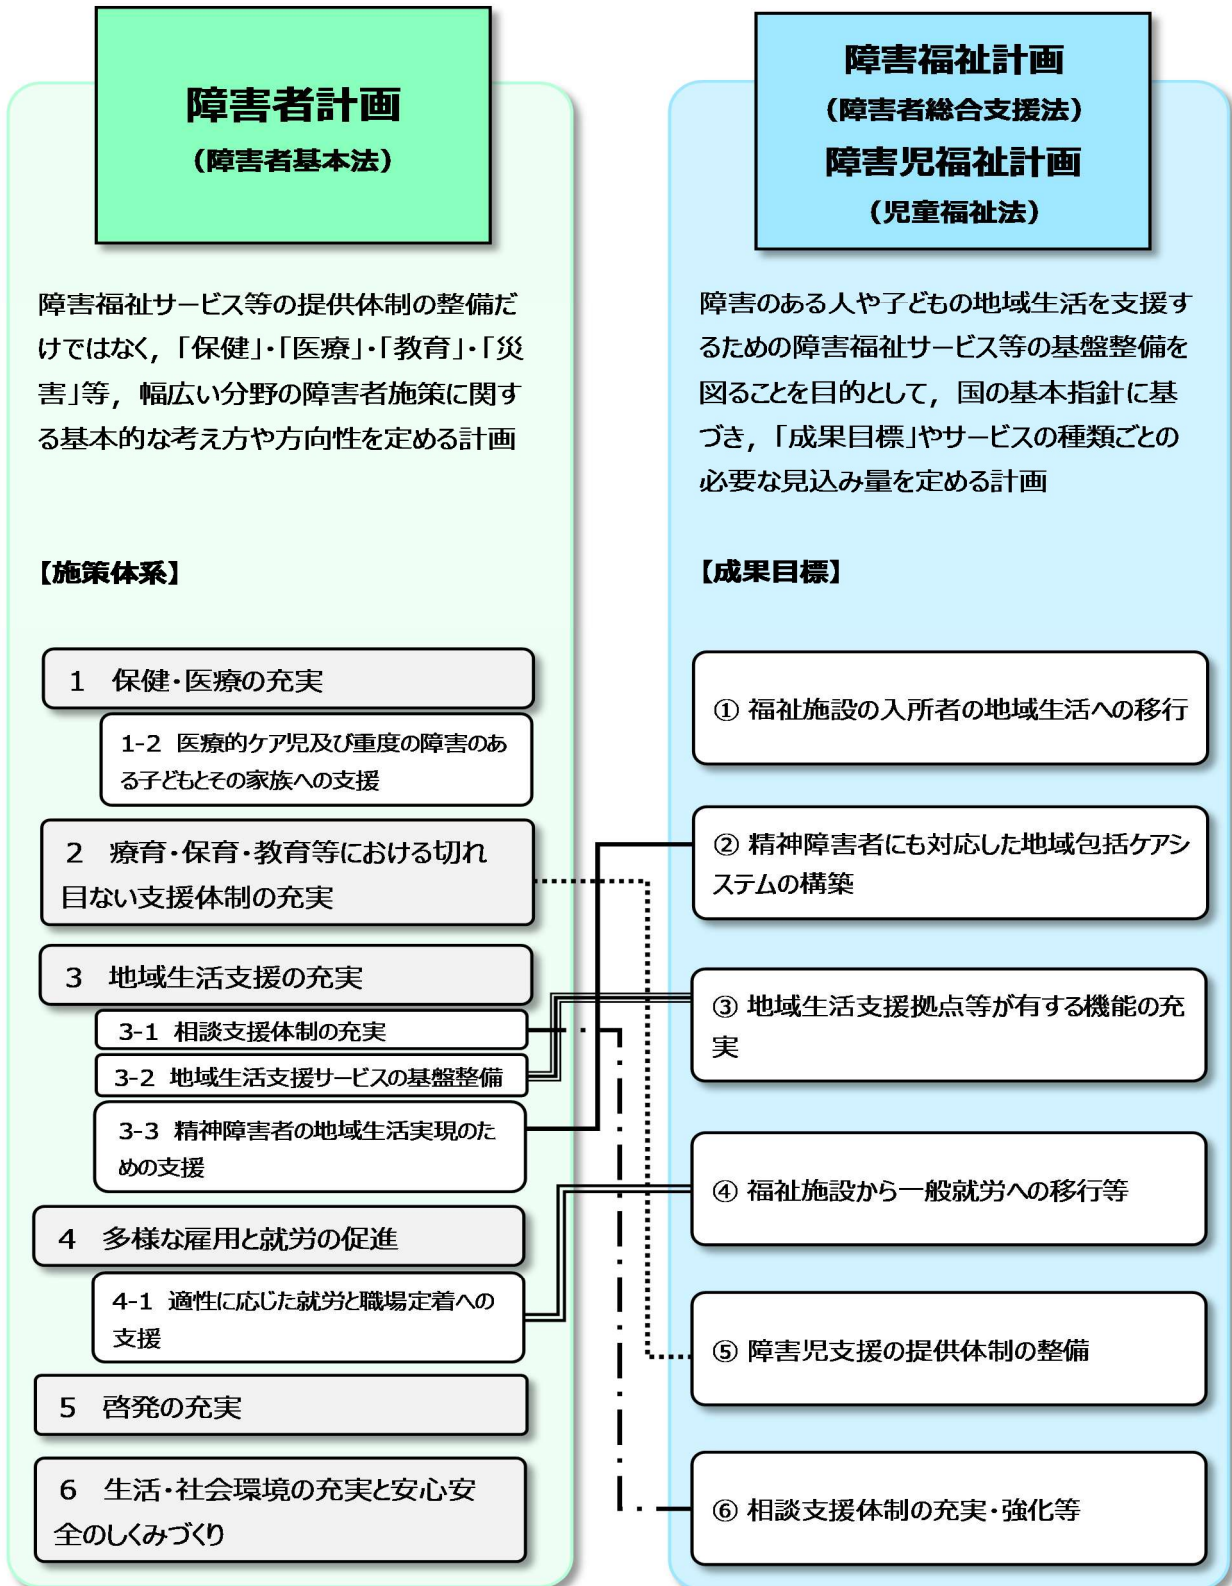 障害者計画
（障害者基本法）
障害福祉サービス等の提供体制の整備だ
けではなく，「保健」・「医療」・「教育」・「災
害」等，幅広い分野の障害者施策に関す
る基本的な考え方や方向性を定める計画
【施策体系】
1 保健・医療の充実
1-2 医療的ケア児及び重度の障害のあ
る子どもとその家族への支援
2 療育・保育・教育等における切れ
目ない支援体制の充実
3 地域生活支援の充実
3-1 相談支援体制の充実
3-2 地域生活支援サービスの基盤整備
3-3 精神障害者の地域生活実現のた
めの支援
4 多様な雇用と就労の促進
4-1 適性に応じた就労と職場定着への
支援
5 啓発の充実
6 生活・社会環境の充実と安心安
全のしくみづくり
障害福祉計画
（障害者総合支援法）
障害児福祉計画
（児童福祉法）
障害のある人や子どもの地域生活を支援す
るための障害福祉サービス等の基盤整備を
図ることを目的として，国の基本指針に基
づき，「成果目標」やサービスの種類ごとの
必要な見込み量を定める計画
【成果目標】
① 福祉施設の入所者の地域生活への移行
② 精神障害者にも対応した地域包括ケアシ
ステムの構築
③ 地域生活支援拠点等が有する機能の充
実
④ 福祉施設から一般就労への移行等
⑤ 障害児支援の提供体制の整備
⑥ 相談支援体制の充実・強化等